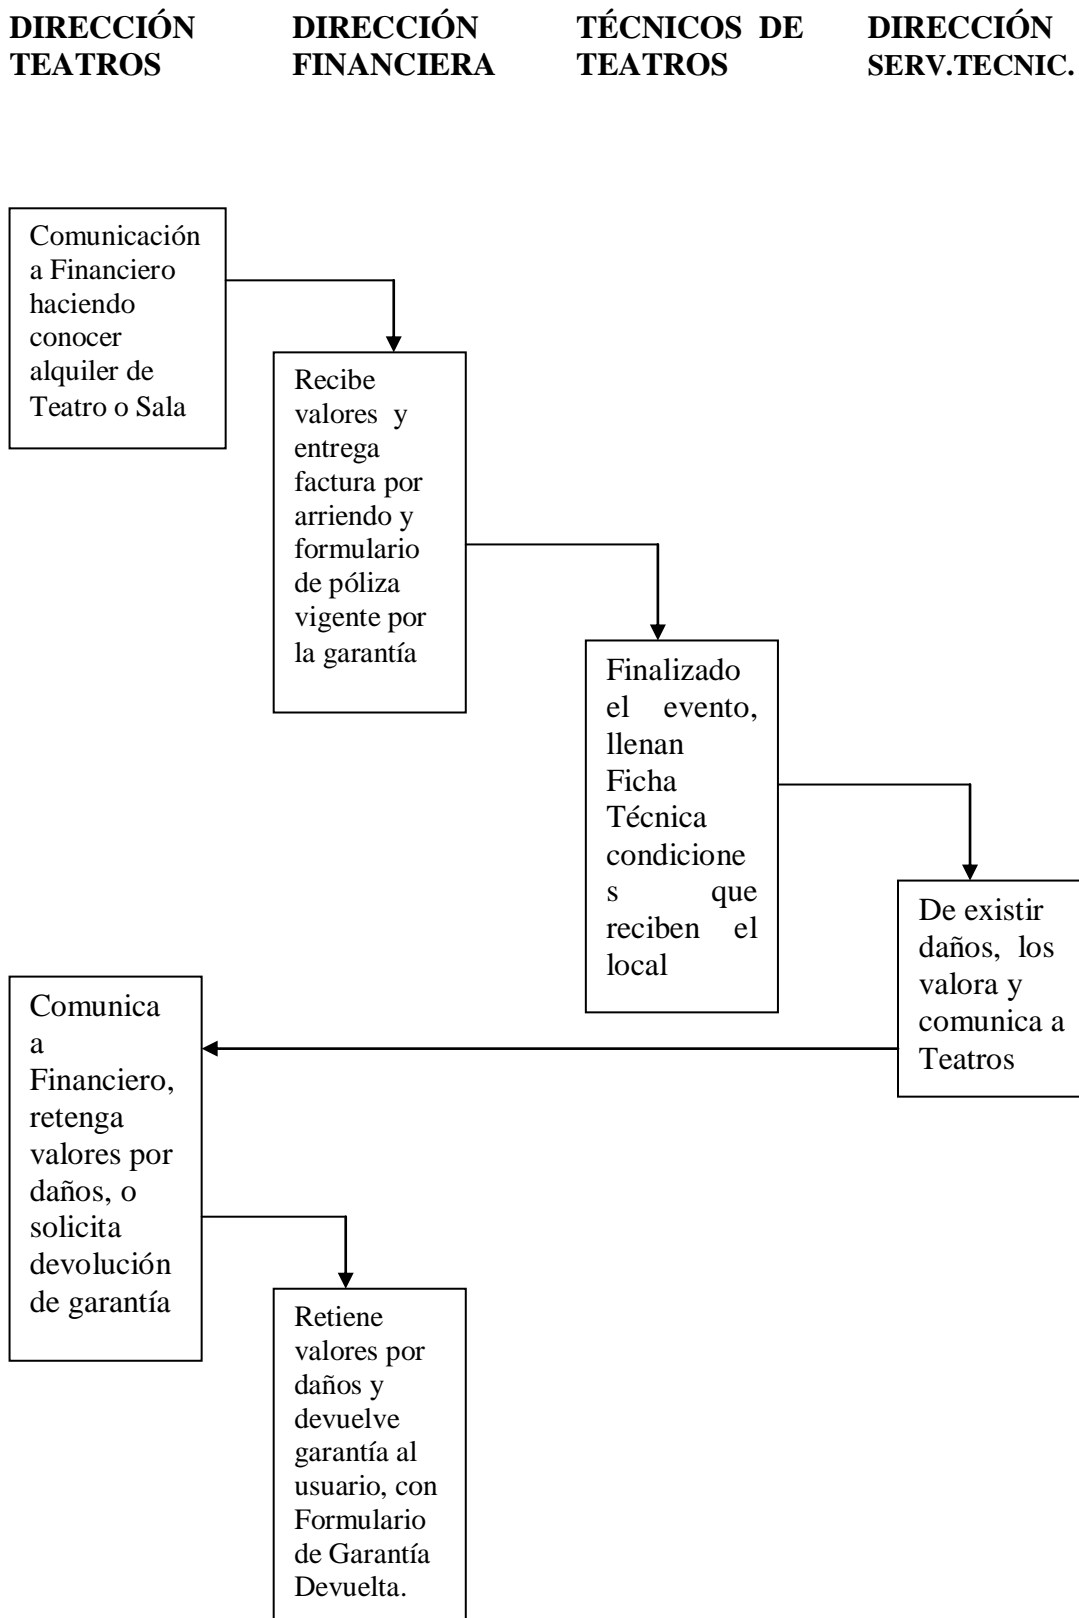 DIRECCIÓN TEATROS
DIRECCIÓN FINANCIERA
TÉCNICOS DE TEATROS
DIRECCIÓN SERV.TECNIC.
Comunicación
a Financiero
haciendo
conocer
alquiler de
Teatro o Sala
Recibe
valores y
entrega
factura por
arriendo y
formulario
de póliza
vigente por
la garantía
Finalizado
el evento,
llenan
Ficha
Técnica
condicione
s que
reciben el
local
De existir
daños, los
valora y
comunica a
Teatros
Comunica
a
Financiero,
retenga
valores por
daños, o
solicita
devolución
de garantía
Retiene
valores por
daños y
devuelve
garantía al
usuario, con
Formulario
de Garantía
Devuelta.